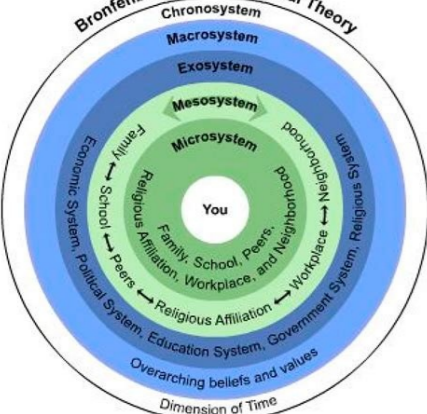 Theory
Chronosystem
Macrosystem
Exosystem
Mesosystem
Microsystem
You
Family, School, Peers,
Religious Affiliation, Workplace, and Neighborhood
Family ↔ School ↔ Peers ↔ Religious Affiliation ↔ Workplace ↔ Neighborhood
Economic System, Political System, Education System, Government System, Religious System
Overarching beliefs and values
Dimension of Time